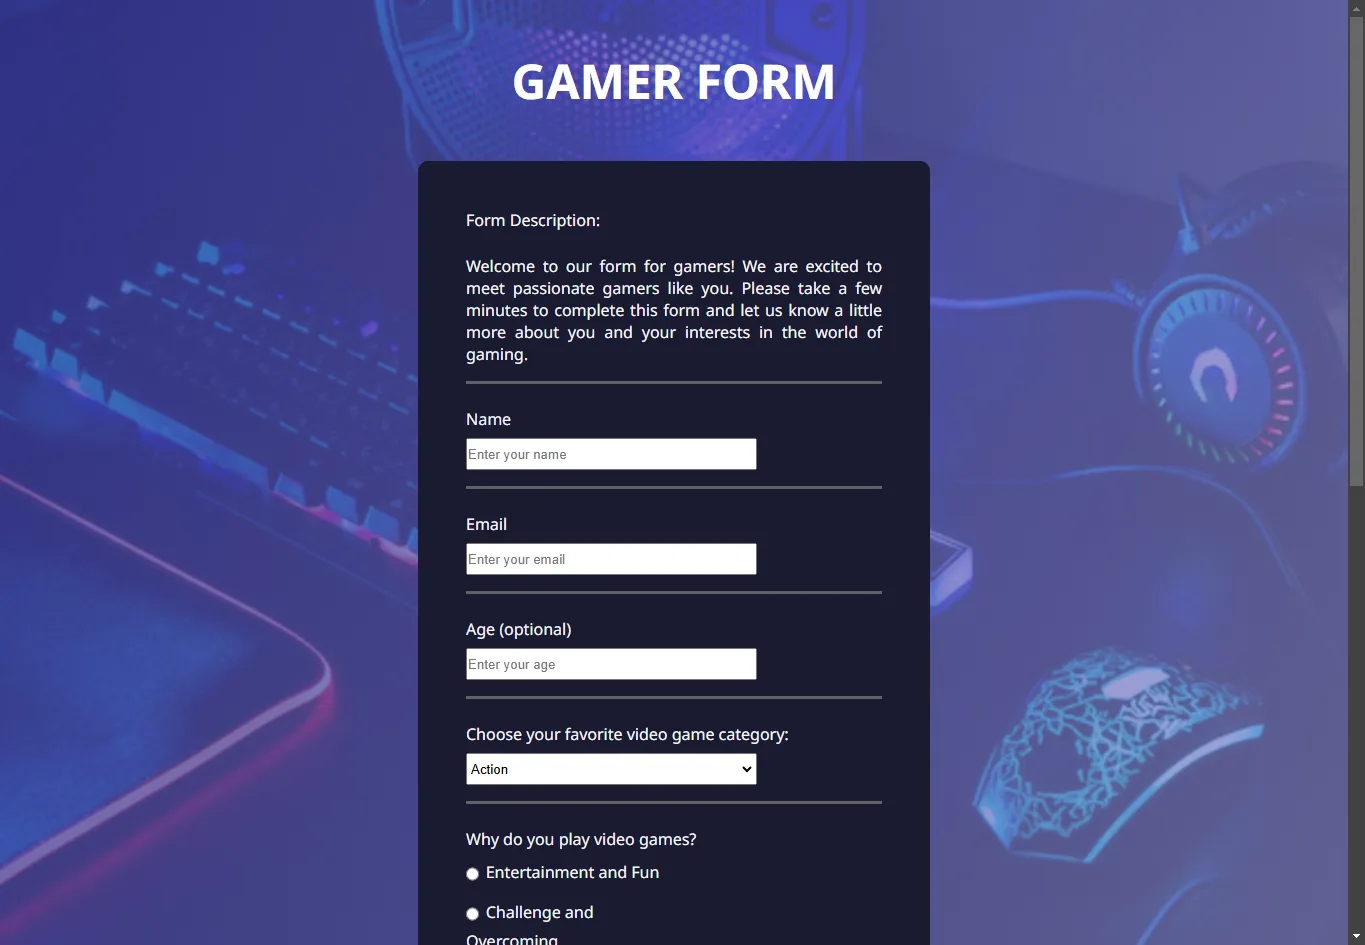 GAMER FORM
Form Description:
Welcome to our form for gamers! We are excited to
meet passionate gamers like you. Please take a few
minutes to complete this form and let us know a little
more about you and your interests in the world of
gaming.
Name
Enter your name
Email
Enter your email
Age (optional)
Enter your age
Choose your favorite video game category:
Action
Why do you play video games?
Entertainment and Fun
Challenge and
Overcoming